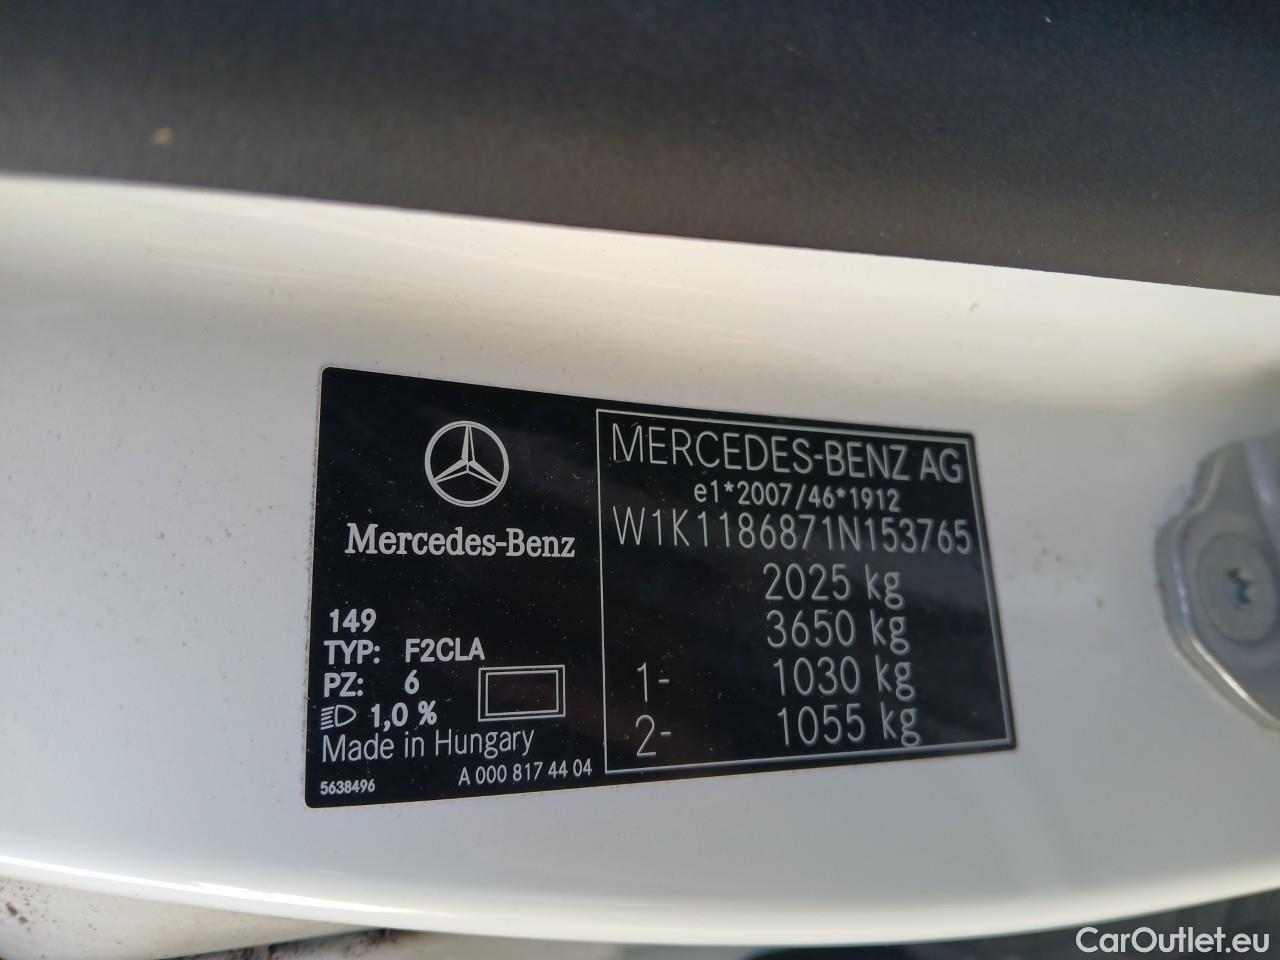 Mercedes-Benz
149
TYP: F2CLA
PZ: 6
1,0 %
Made in Hungary
5638496
A 000 817 44 04
MERCEDES-BENZ AG
e1*2007/46*1912
W1K1186871N153765
2025 kg
3650 kg
1- 1030 kg
2- 1055 kg
CarOutlet.eu